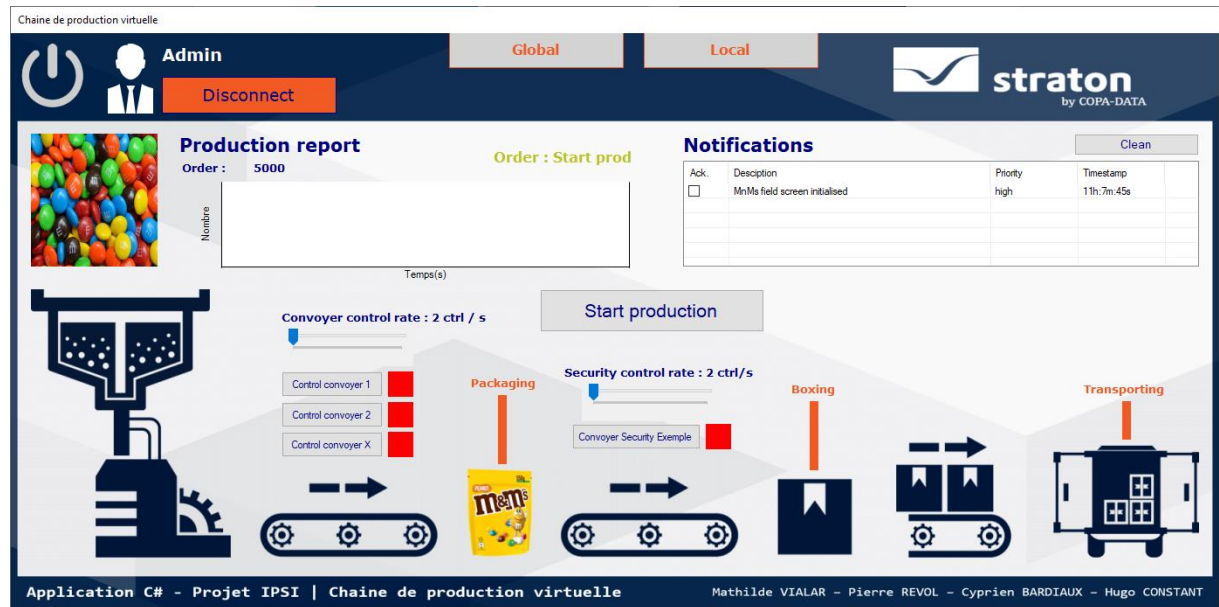 Chaine de production virtuelle
Admin
Disconnect
Global
Local
straton
by COPA-DATA
Production report
Order : 5000
Order : Start prod
Nombre
Temps(s)
Notifications
Clean
Ack. Desciption Priority Timestamp
MnMs field screen initialised high 11h:7m:45s
Start production
Convoyer control rate : 2 ctrl / s
Control convoyer 1
Control convoyer 2
Control convoyer X
Packaging
Security control rate : 2 ctrl/s
Convoyer Security Exemple
Boxing
Transporting
m&m's
Application C# - Projet IPSI | Chaine de production virtuelle
Mathilde VIALAR – Pierre REVOL – Cyprien BARDIAUX – Hugo CONSTANT